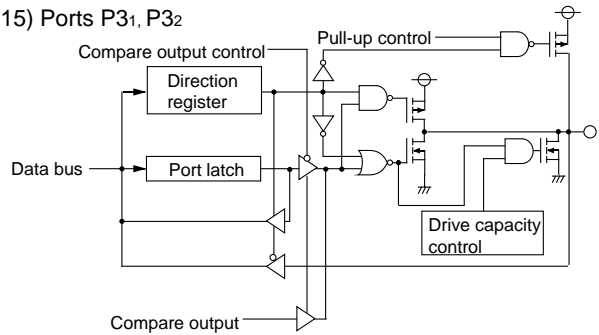 15) Ports P31, P32
Pull-up control
Compare output control
Direction
register
Data bus
Port latch
Drive capacity
control
Compare output